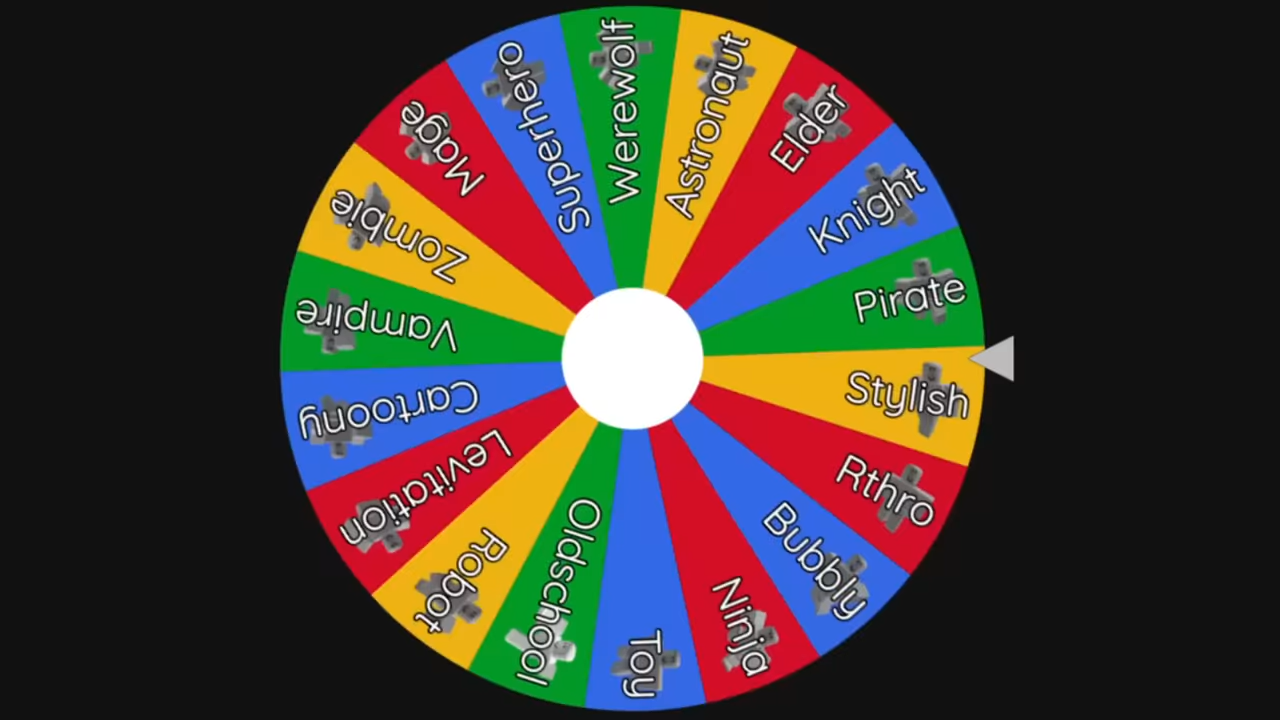 Werewolf
Astronaut
Elder
Knight
Pirate
Stylish
Rthro
Bubbly
Ninja
Toy
Oldschool
Robot
Levitation
Cartoony
Vampire
Zombie
Mage
Superhero